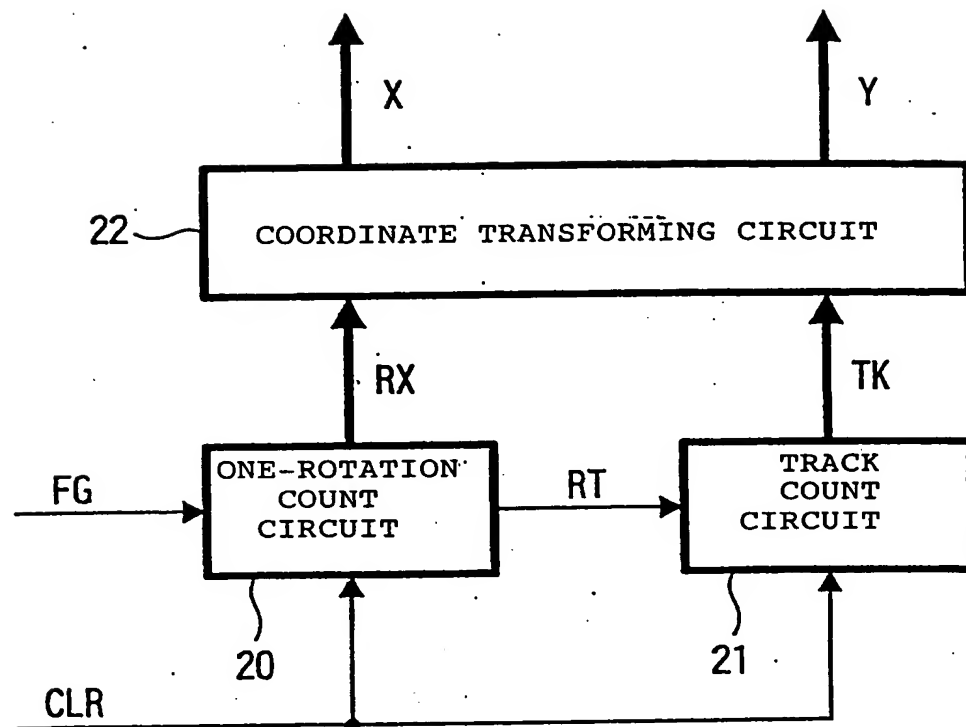 X
Y
22
COORDINATE TRANSFORMING CIRCUIT
RX
TK
FG
ONE-ROTATION
COUNT
CIRCUIT
RT
TRACK
COUNT
CIRCUIT
20
21
CLR